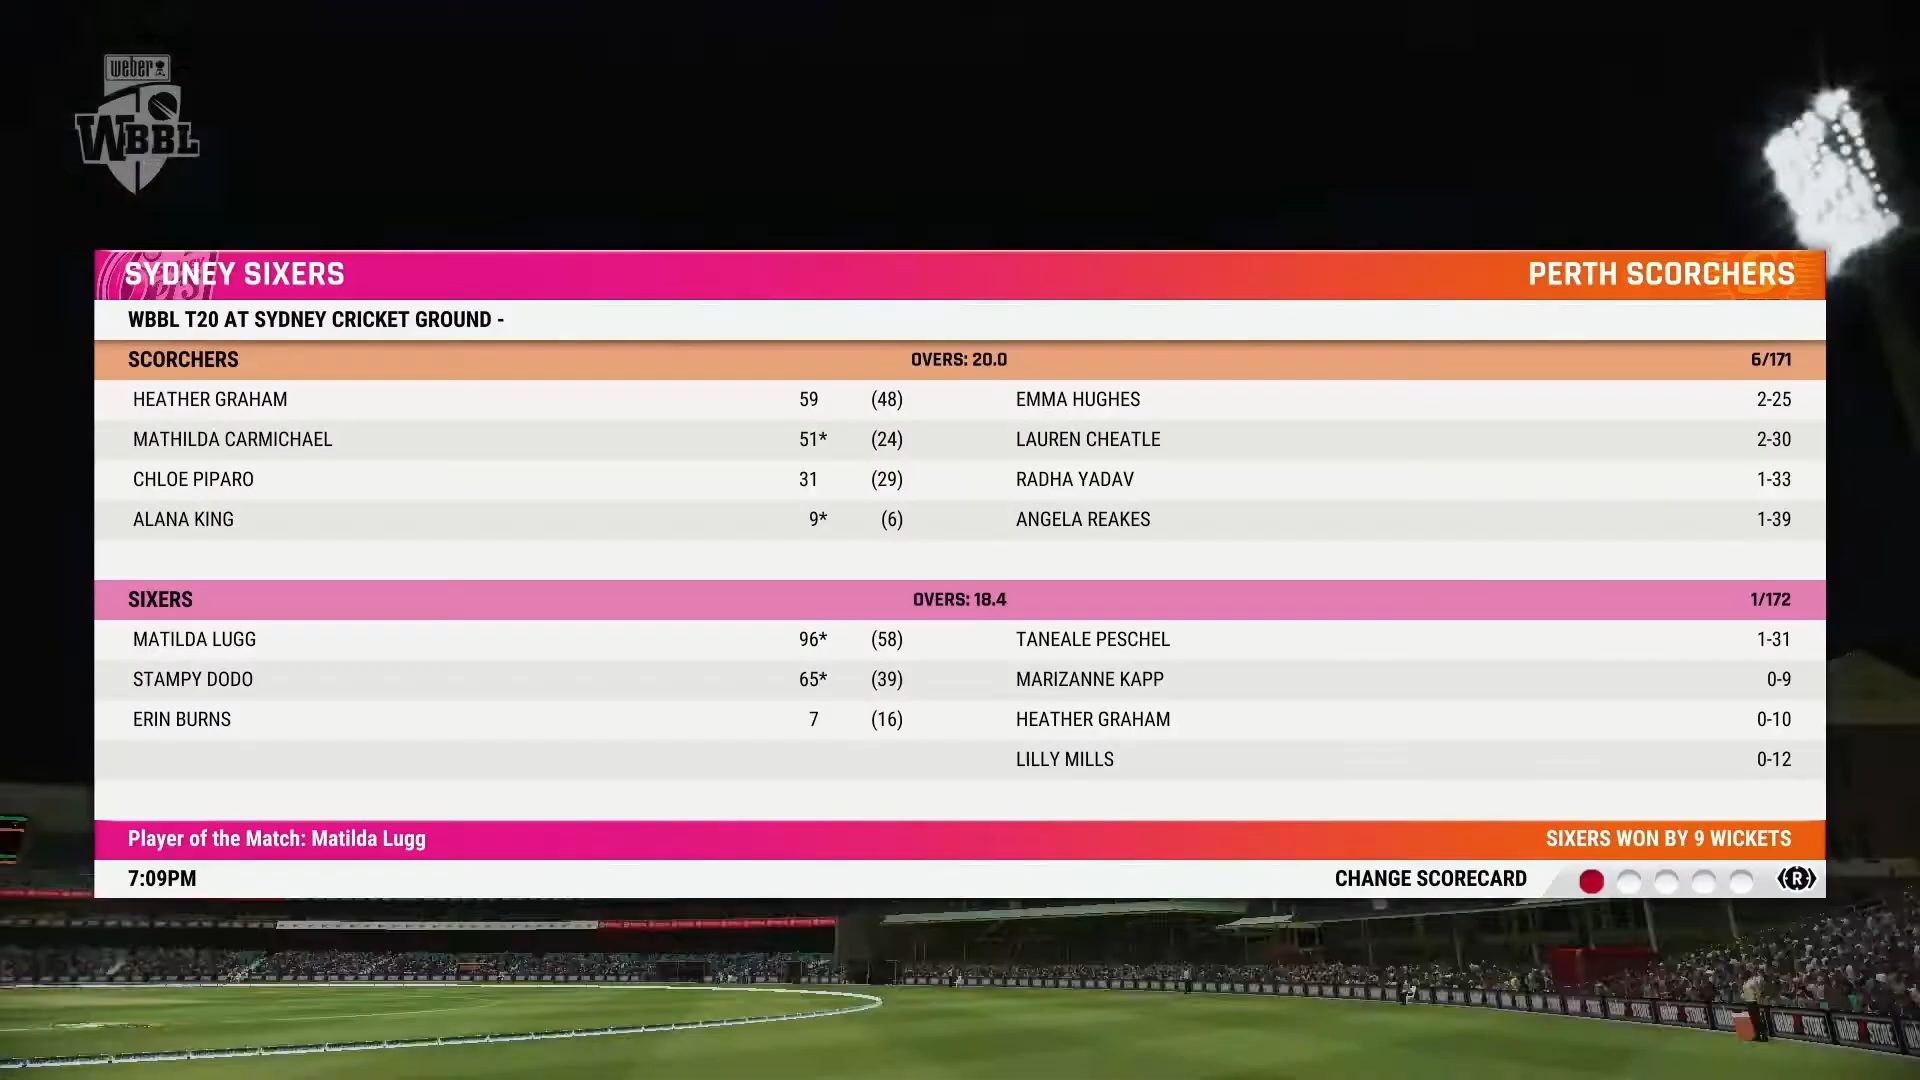 weber
WBBL
SYDNEY SIXERS PERTH SCORCHERS
WBBL T20 AT SYDNEY CRICKET GROUND -
SCORCHERS OVERS: 20.0 6/171
HEATHER GRAHAM 59 (48) EMMA HUGHES 2-25
MATHILDA CARMICHAEL 51* (24) LAUREN CHEATLE 2-30
CHLOE PIPARO 31 (29) RADHA YADAV 1-33
ALANA KING 9* (6) ANGELA REAKES 1-39
SIXERS OVERS: 18.4 1/172
MATILDA LUGG 96* (58) TANEALE PESCHEL 1-31
STAMPY DODO 65* (39) MARIZANNE KAPP 0-9
ERIN BURNS 7 (16) HEATHER GRAHAM 0-10
LILLY MILLS 0-12
Player of the Match: Matilda Lugg SIXERS WON BY 9 WICKETS
7:09PM CHANGE SCORECARD R